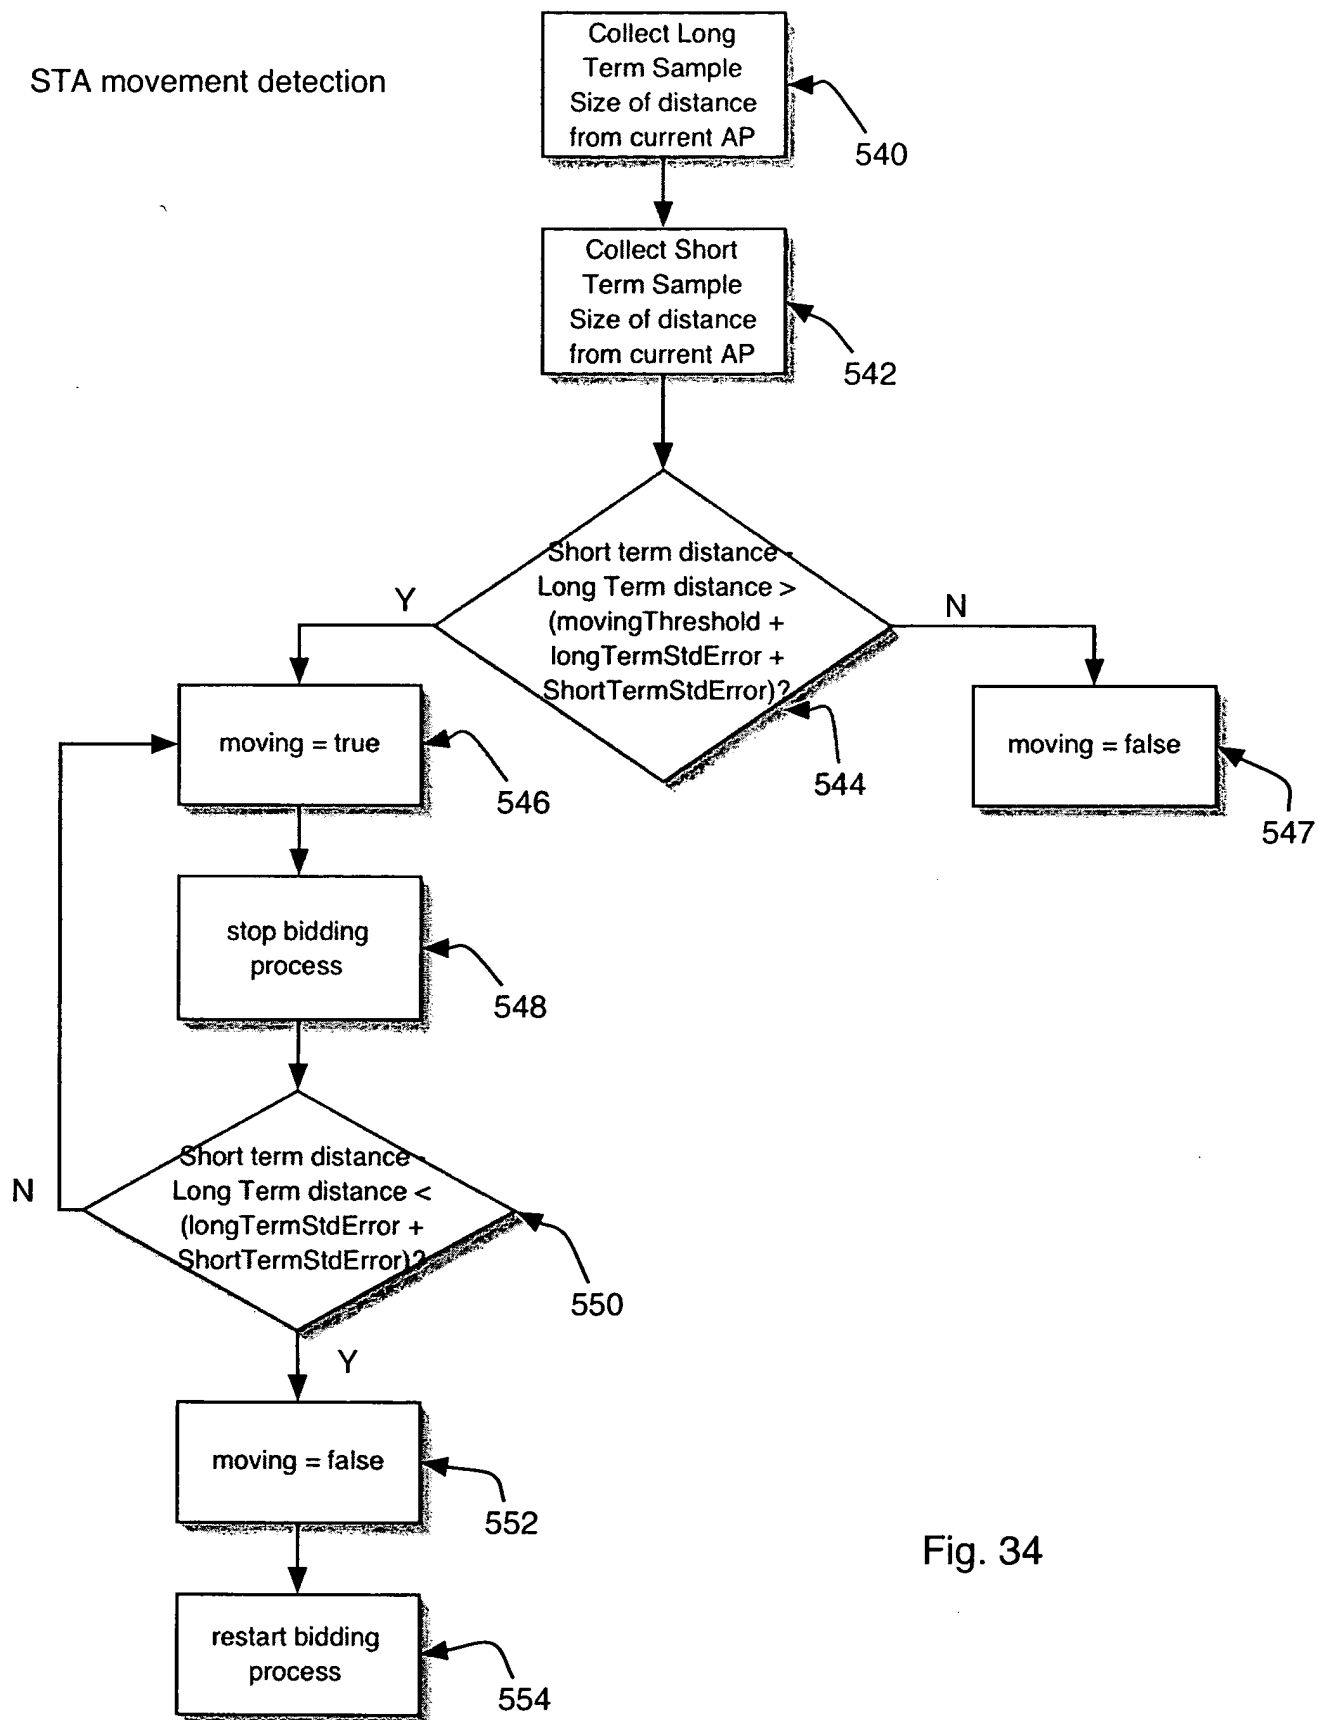 STA movement detection
Collect Long
Term Sample
Size of distance
from current AP
540
Collect Short
Term Sample
Size of distance
from current AP
542
Short term distance -
Long Term distance >
(movingThreshold +
longTermStdError +
ShortTermStdError)?
Y
N
544
moving = true
546
moving = false
547
stop bidding
process
548
Short term distance -
Long Term distance <
(longTermStdError +
ShortTermStdError)?
N
550
Y
moving = false
552
restart bidding
process
554
Fig. 34